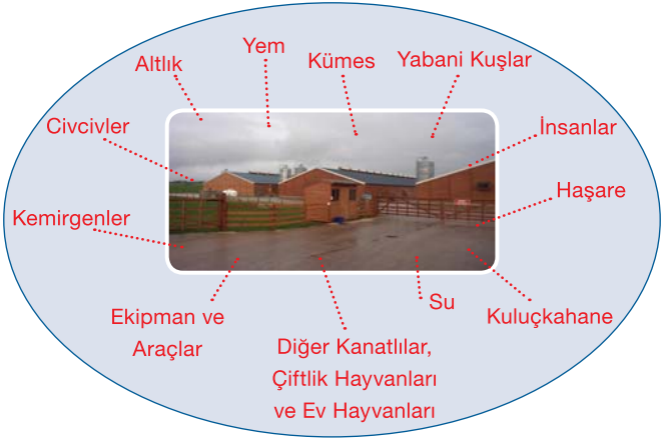 Altlık
Yem
Kümes
Yabani Kuşlar
Civcivler
İnsanlar
Haşare
Kemirgenler
Su
Kuluçkahane
Ekipman ve
Araçlar
Diğer Kanatlılar,
Çiftlik Hayvanları
ve Ev Hayvanları